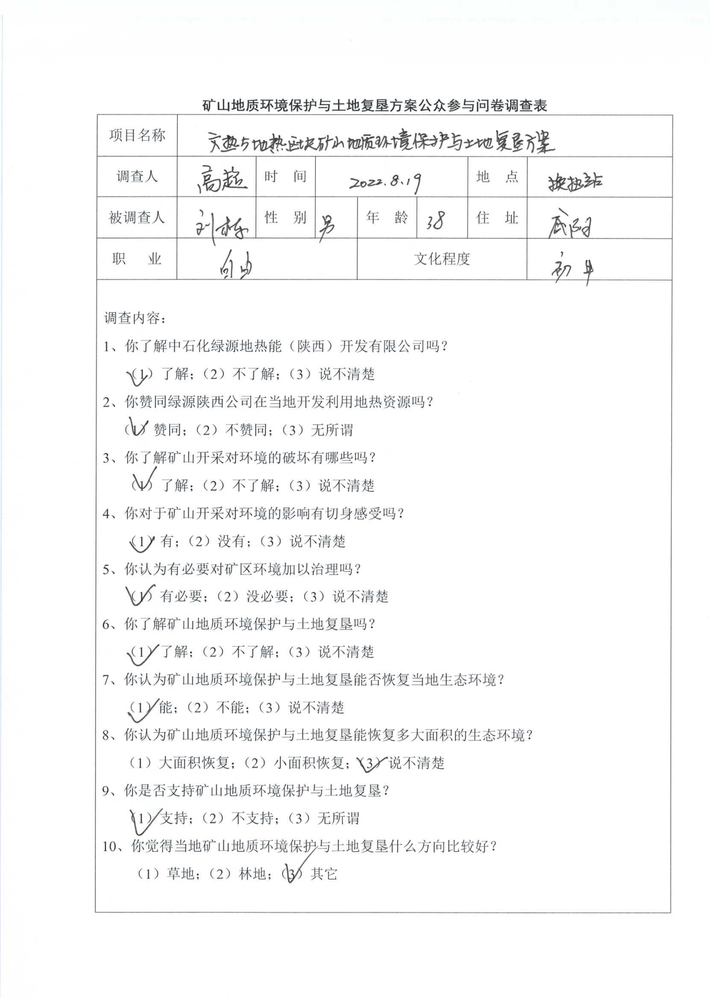 矿山地质环境保护与土地复垦方案公众参与问卷调查表
项目名称 地热区块矿山地质环境保护与土地复垦方案
调查人 高超 时 间 2022.8.19 地 点 换热站
被调查人 刘栋 性 别 男 年 龄 38 住 址 咸阳
职 业 自由 文化程度 初中
调查内容：
1、你了解中石化绿源地热能（陕西）开发有限公司吗？
（1）了解；（2）不了解；（3）说不清楚
2、你赞同绿源陕西公司在当地开发利用地热资源吗？
（1）赞同；（2）不赞同；（3）无所谓
3、你了解矿山开采对环境的破坏有哪些吗？
（1）了解；（2）不了解；（3）说不清楚
4、你对于矿山开采对环境的影响有切身感受吗？
（1）有；（2）没有；（3）说不清楚
5、你认为有必要对矿区环境加以治理吗？
（1）有必要；（2）没必要；（3）说不清楚
6、你了解矿山地质环境保护与土地复垦吗？
（1）了解；（2）不了解；（3）说不清楚
7、你认为矿山地质环境保护与土地复垦能否恢复当地生态环境？
（1）能；（2）不能；（3）说不清楚
8、你认为矿山地质环境保护与土地复垦能恢复多大面积的生态环境？
（1）大面积恢复；（2）小面积恢复；（3）说不清楚
9、你是否支持矿山地质环境保护与土地复垦？
（1）支持；（2）不支持；（3）无所谓
10、你觉得当地矿山地质环境保护与土地复垦什么方向比较好？
（1）草地；（2）林地；（3）其它